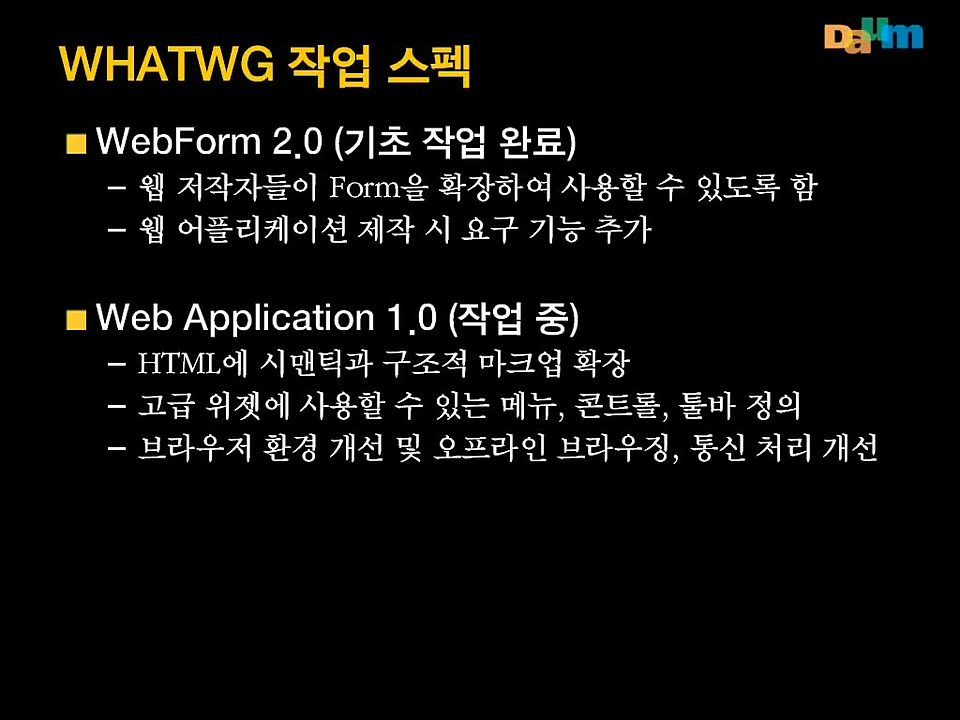 Daum
WHATWG 작업 스펙
■ WebForm 2.0 (기초 작업 완료)
– 웹 저작자들이 Form을 확장하여 사용할 수 있도록 함
– 웹 어플리케이션 제작 시 요구 기능 추가
■ Web Application 1.0 (작업 중)
– HTML에 시맨틱과 구조적 마크업 확장
– 고급 위젯에 사용할 수 있는 메뉴, 콘트롤, 툴바 정의
– 브라우저 환경 개선 및 오프라인 브라우징, 통신 처리 개선